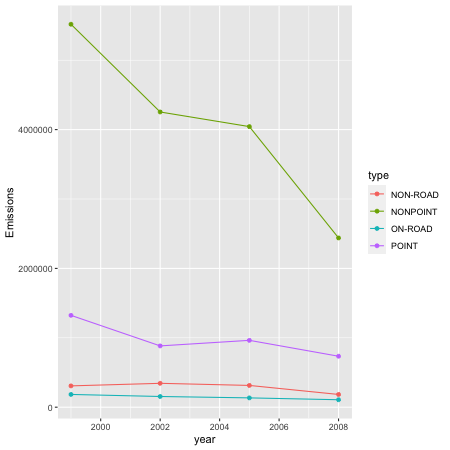 Emissions
4000000
2000000
0
2000
2002
2004
2006
2008
year
type
NON-ROAD
NONPOINT
ON-ROAD
POINT